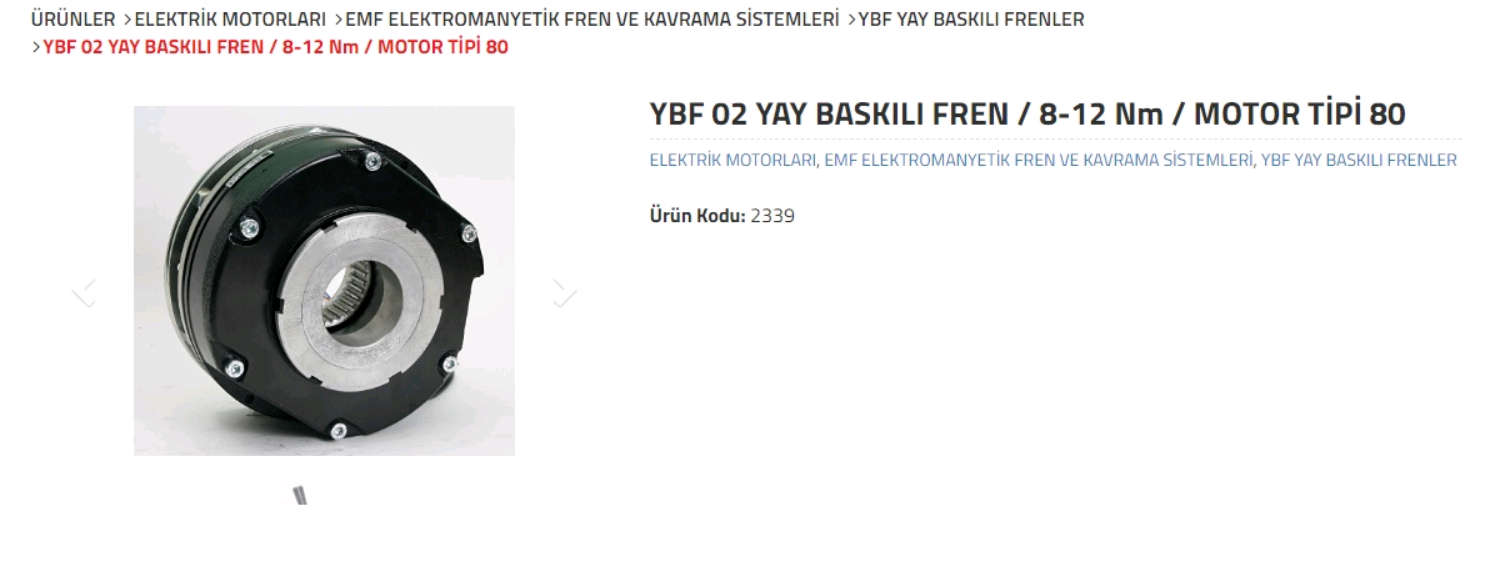 ÜRÜNLER >ELEKTRİK MOTORLARI >EMF ELEKTROMANYETİK FREN VE KAVRAMA SİSTEMLERİ >YBF YAY BASKILI FRENLER
>YBF 02 YAY BASKILI FREN / 8-12 Nm / MOTOR TİPİ 80
YBF 02 YAY BASKILI FREN / 8-12 Nm / MOTOR TİPİ 80
ELEKTRİK MOTORLARI, EMF ELEKTROMANYETİK FREN VE KAVRAMA SİSTEMLERİ, YBF YAY BASKILI FRENLER
Ürün Kodu: 2339